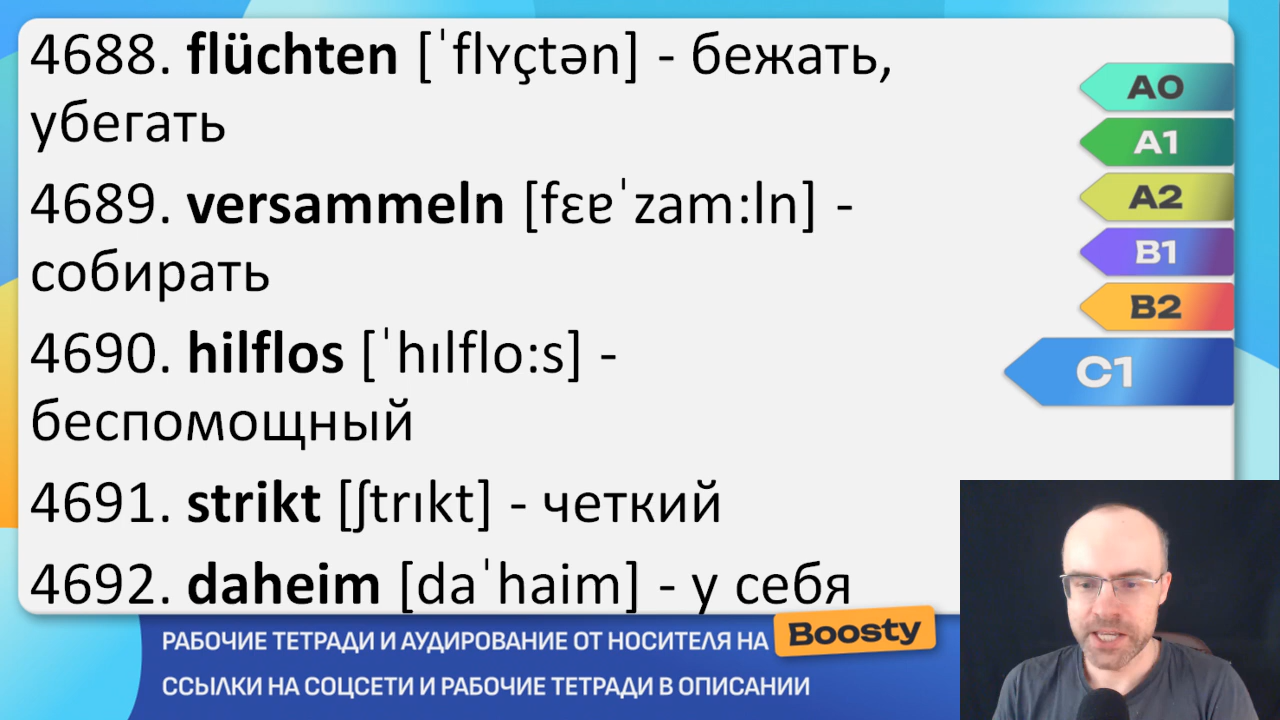 4688. flüchten [ˈflʏçtən] - бежать,
убегать
4689. versammeln [fɛɐˈzam:ln] -
собирать
4690. hilflos [ˈhɪlflo:s] -
беспомощный
4691. strikt [ʃtrɪkt] - четкий
4692. daheim [daˈhaim] - у себя
A0
A1
A2
B1
B2
C1
РАБОЧИЕ ТЕТРАДИ И АУДИРОВАНИЕ ОТ НОСИТЕЛЯ НА Boosty
ССЫЛКИ НА СОЦСЕТИ И РАБОЧИЕ ТЕТРАДИ В ОПИСАНИИ